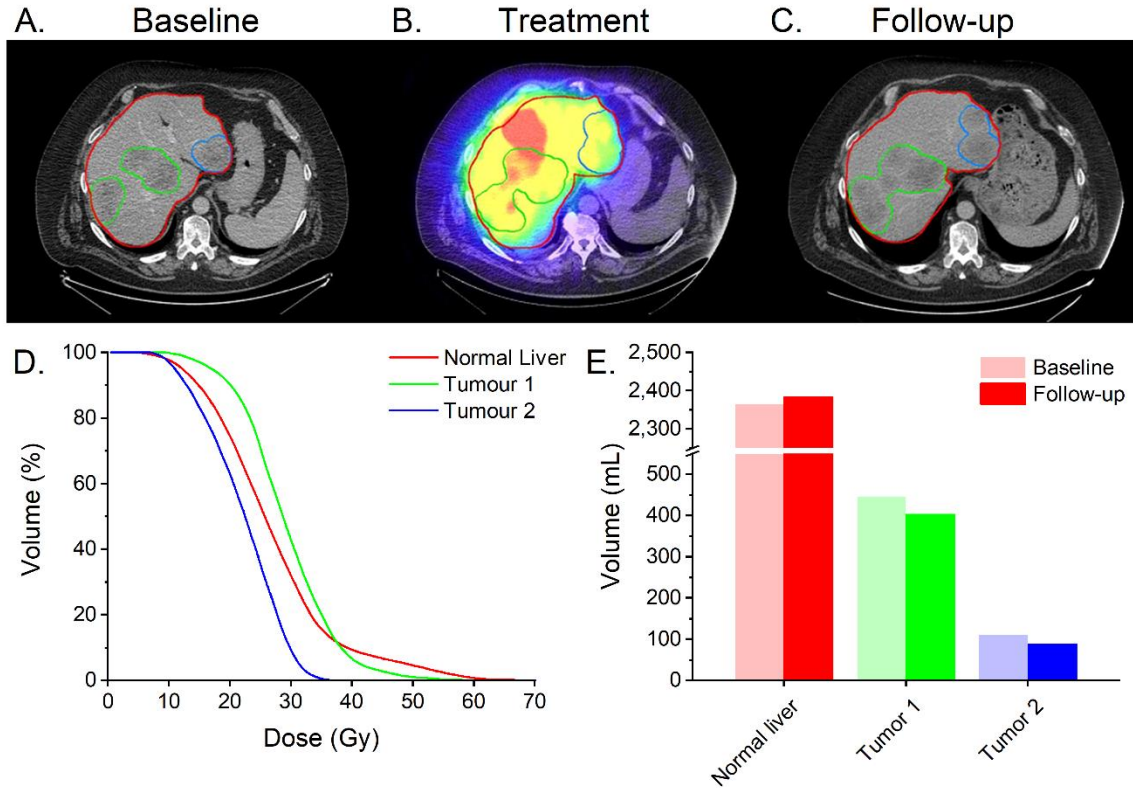 A. Baseline
B. Treatment
C. Follow-up
D.
Volume (%)
100
80
60
40
20
0
0 10 20 30 40 50 60 70
Dose (Gy)
Normal Liver
Tumour 1
Tumour 2
E.
Volume (mL)
2,500
2,400
2,300
500
400
300
200
100
0
Baseline
Follow-up
Normal liver
Tumor 1
Tumor 2